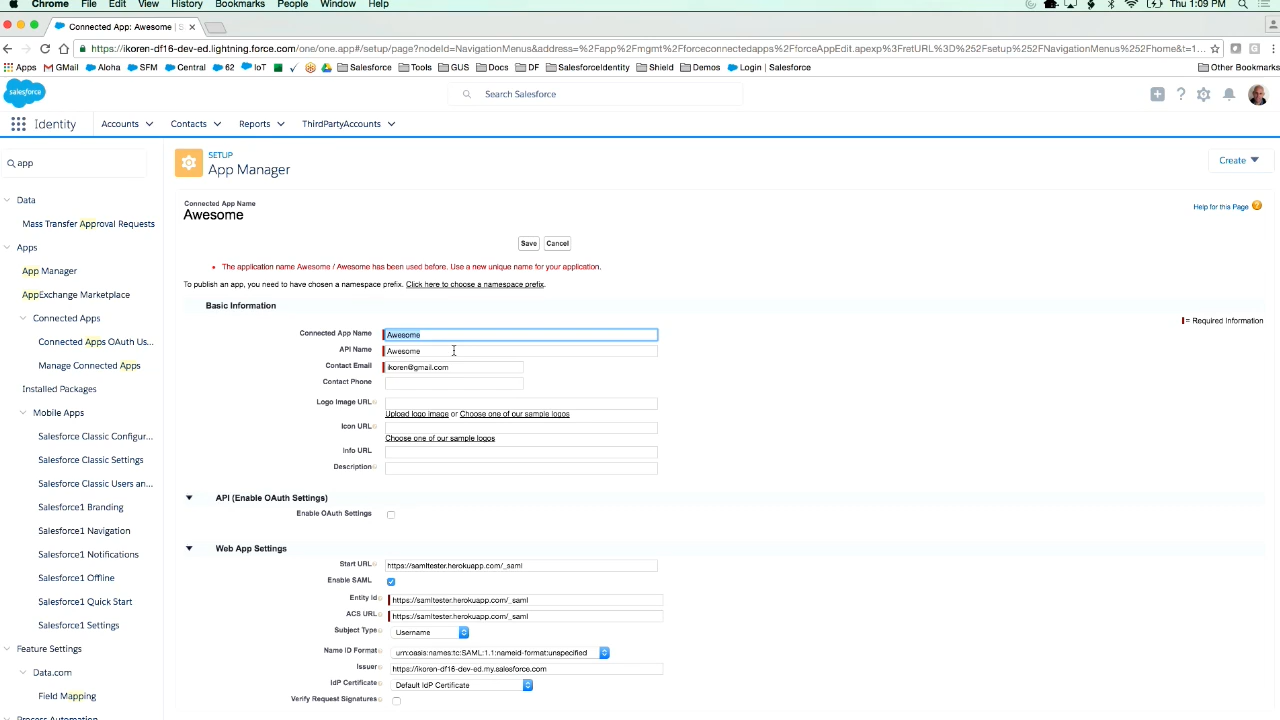 Chrome File Edit View History Bookmarks People Window Help Thu 1:09 PM
Connected App: Awesome | S
https://ikoren-df16-dev-ed.lightning.force.com/one/one.app#/setup/page?nodeId=NavigationMenus&address=%2Fapp%2Fmgmt%2Fforceconnectedapps%2FforceAppEdit.apexp%3FretURL%3D%252Fsetup%252FNavigationMenus%252Fhome&t=1...
Apps GMail Aloha SFM Central 62 IoT Salesforce Tools GUS Docs DF SalesforceIdentity Shield Demos Login | Salesforce Other Bookmarks
salesforce Search Salesforce ?
Identity Accounts Contacts Reports ThirdPartyAccounts
app
SETUP
App Manager
Create
Data
Mass Transfer Approval Requests
Apps
App Manager
AppExchange Marketplace
Connected Apps
Connected Apps OAuth Us...
Manage Connected Apps
Installed Packages
Mobile Apps
Salesforce Classic Configur...
Salesforce Classic Settings
Salesforce Classic Users an...
Salesforce1 Branding
Salesforce1 Navigation
Salesforce1 Notifications
Salesforce1 Offline
Salesforce1 Quick Start
Salesforce1 Settings
Feature Settings
Data.com
Field Mapping
Process Automation
Connected App Name
Awesome
Help for this Page
Save Cancel
The application name Awesome / Awesome has been used before. Use a new unique name for your application.
To publish an app, you need to have chosen a namespace prefix. Click here to choose a namespace prefix.
Basic Information
= Required Information
Connected App Name Awesome
API Name Awesome
Contact Email ikoren@gmail.com
Contact Phone
Logo Image URL
Upload logo image or Choose one of our sample logos
Icon URL
Choose one of our sample logos
Info URL
Description
API (Enable OAuth Settings)
Enable OAuth Settings
Web App Settings
Start URL https://samltester.herokuapp.com/_saml
Enable SAML
Entity Id https://samltester.herokuapp.com/_saml
ACS URL https://samltester.herokuapp.com/_saml
Subject Type Username
Name ID Format urn:oasis:names:tc:SAML:1.1:nameid-format:unspecified
Issuer https://ikoren-df16-dev-ed.my.salesforce.com
IdP Certificate Default IdP Certificate
Verify Request Signatures